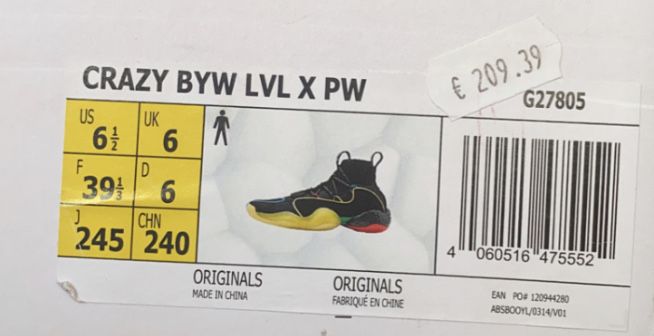 CRAZY BYW LVL X PW
€ 209.39
G27805
US 6½ UK 6
F 39⅓ D 6
J 245 CHN 240
4 060516 475552
ORIGINALS
MADE IN CHINA
ORIGINALS
FABRIQUÉ EN CHINE
EAN PO# 120944280
ABSBOOYL/0314/V01